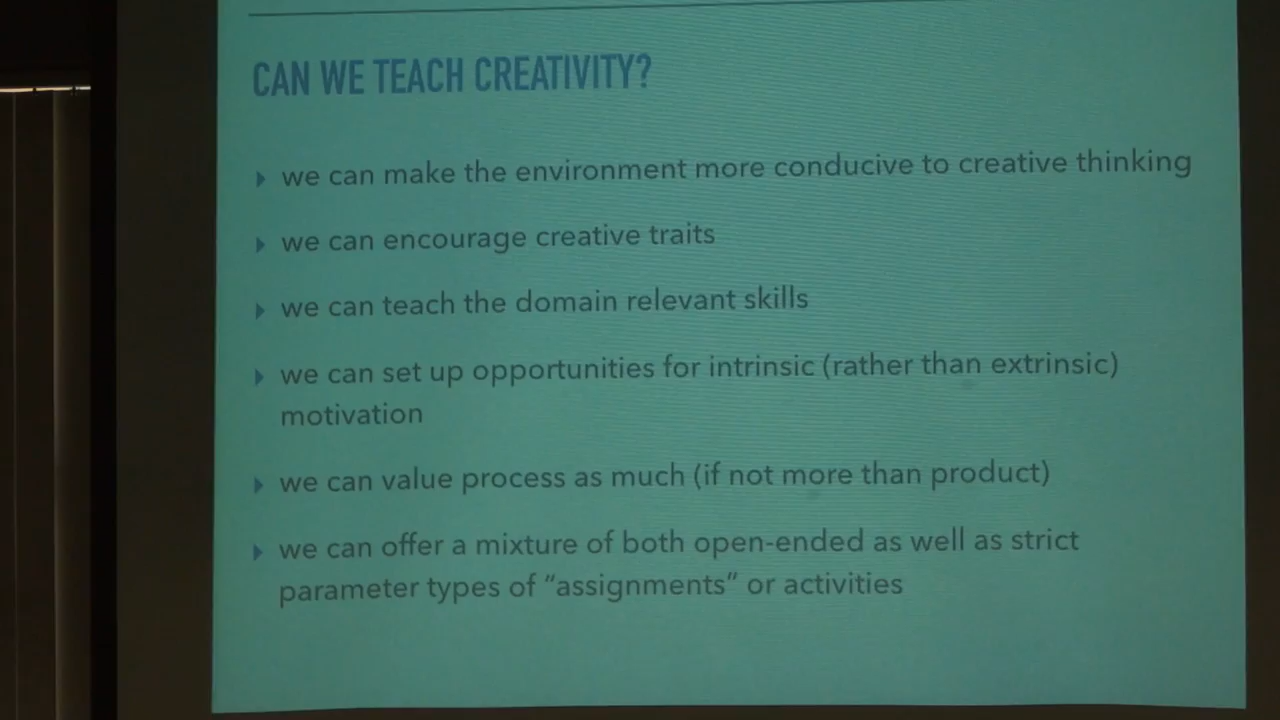 CAN WE TEACH CREATIVITY?
we can make the environment more conducive to creative thinking
we can encourage creative traits
we can teach the domain relevant skills
we can set up opportunities for intrinsic (rather than extrinsic)
motivation
we can value process as much (if not more than product)
we can offer a mixture of both open-ended as well as strict
parameter types of “assignments” or activities